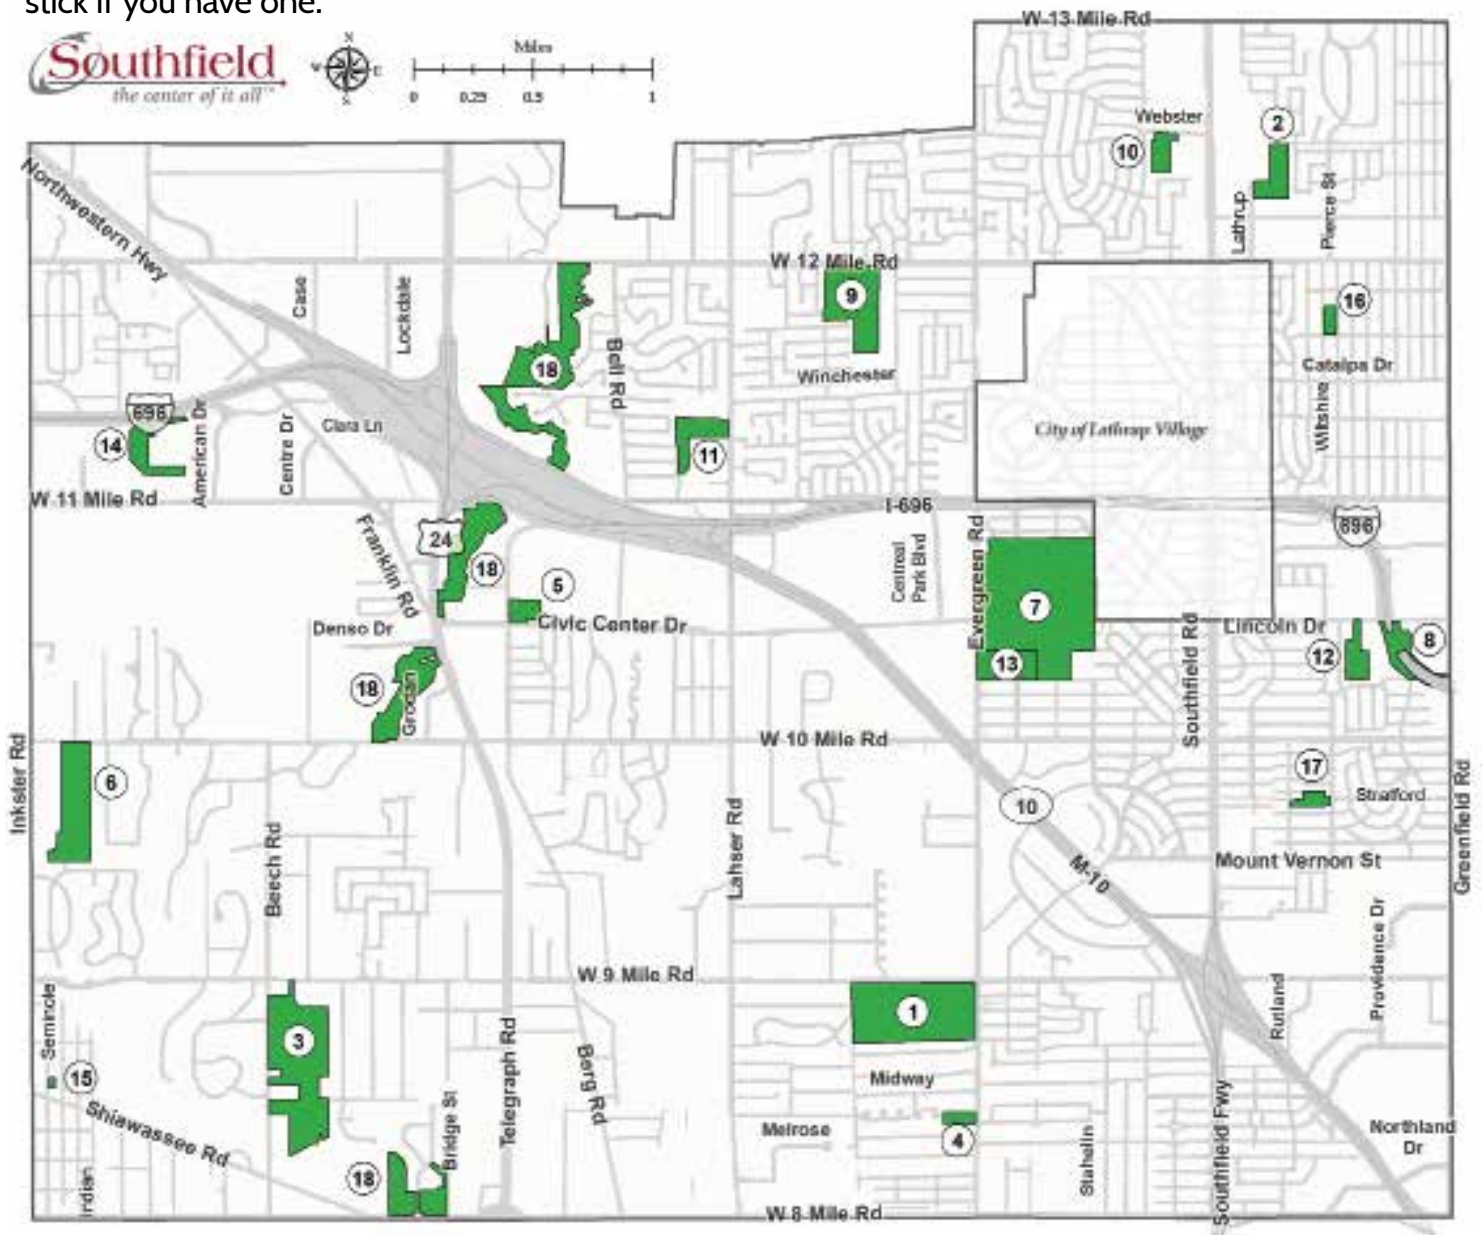 stick if you have one.
Southfield
the center of it all™
N
W
E
S
Miles
0 0.25 0.5 1
W 13 Mile Rd
Webster
2
10
Lathrup
Pierce St
Northwestern Hwy
W 12 Mile Rd
Case
Lockdale
9
16
18
Bell Rd
Winchester
Catalpa Dr
Wiltshire
696
14
American Dr
Centre Dr
Clara Ln
11
City of Lathrup Village
W 11 Mile Rd
I-696
696
Franklin Rd
24
18
5
Civic Center Dr
Central
Park Blvd
Evergreen Rd
7
13
Denso Dr
18
Grodan
Southfield Rd
Lincoln Dr
12
8
W 10 Mile Rd
Inkster Rd
6
17
Stratford
10
M-10
Mount Vernon St
Greenfield Rd
Beech Rd
Lahser Rd
Providence Dr
W 9 Mile Rd
Seminole
3
1
Rutland
15
Shiawassee Rd
Telegraph Rd
Berg Rd
Bridge St
Midway
Melrose
4
Northland
Dr
Indian
18
Stahelin
Southfield Fwy
W 8 Mile Rd